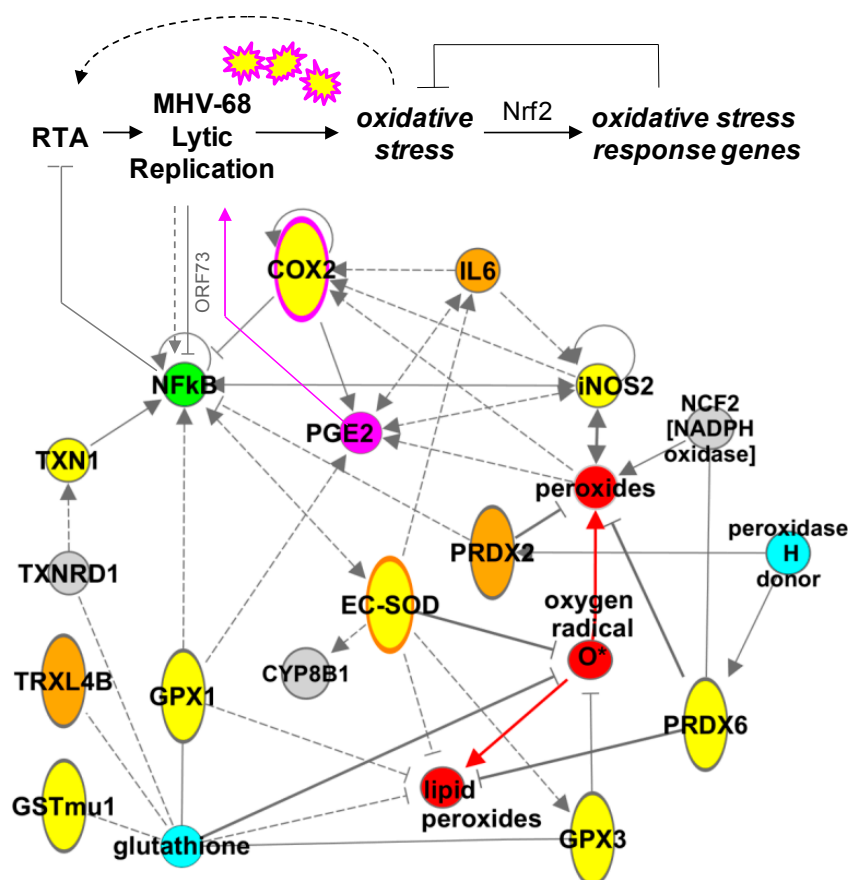 MHV-68
Lytic
Replication
RTA
oxidative
stress
Nrf2
oxidative stress
response genes
ORF73
COX2
IL6
NFkB
iNOS2
PGE2
NCF2
[NADPH
oxidase]
TXN1
peroxides
PRDX2
peroxidase
H
donor
TXNRD1
EC-SOD
oxygen
radical
O*
CYP8B1
TRXL4B
GPX1
PRDX6
lipid
peroxides
GSTmu1
glutathione
GPX3